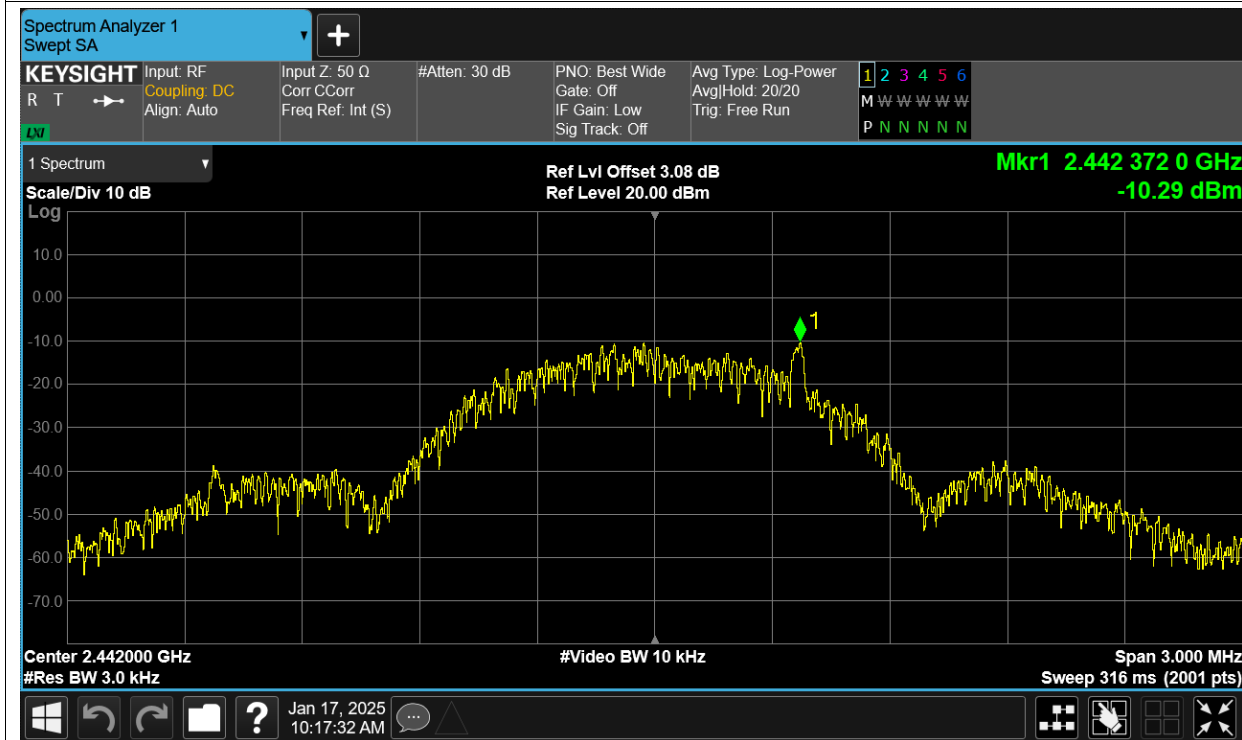 Spectrum Analyzer 1
Swept SA
KEYSIGHT
R T
LXI
Input: RF
Coupling: DC
Align: Auto
Input Z: 50 Ω
Corr CCorr
Freq Ref: Int (S)
#Atten: 30 dB
PNO: Best Wide
Gate: Off
IF Gain: Low
Sig Track: Off
Avg Type: Log-Power
Avg|Hold: 20/20
Trig: Free Run
1 2 3 4 5 6
M W W W W W
P N N N N N
1 Spectrum
Scale/Div 10 dB
Log
Ref Lvl Offset 3.08 dB
Ref Level 20.00 dBm
Mkr1 2.442 372 0 GHz
-10.29 dBm
10.0
0.00
-10.0
-20.0
-30.0
-40.0
-50.0
-60.0
-70.0
1
Center 2.442000 GHz
#Res BW 3.0 kHz
#Video BW 10 kHz
Span 3.000 MHz
Sweep 316 ms (2001 pts)
?
Jan 17, 2025
10:17:32 AM